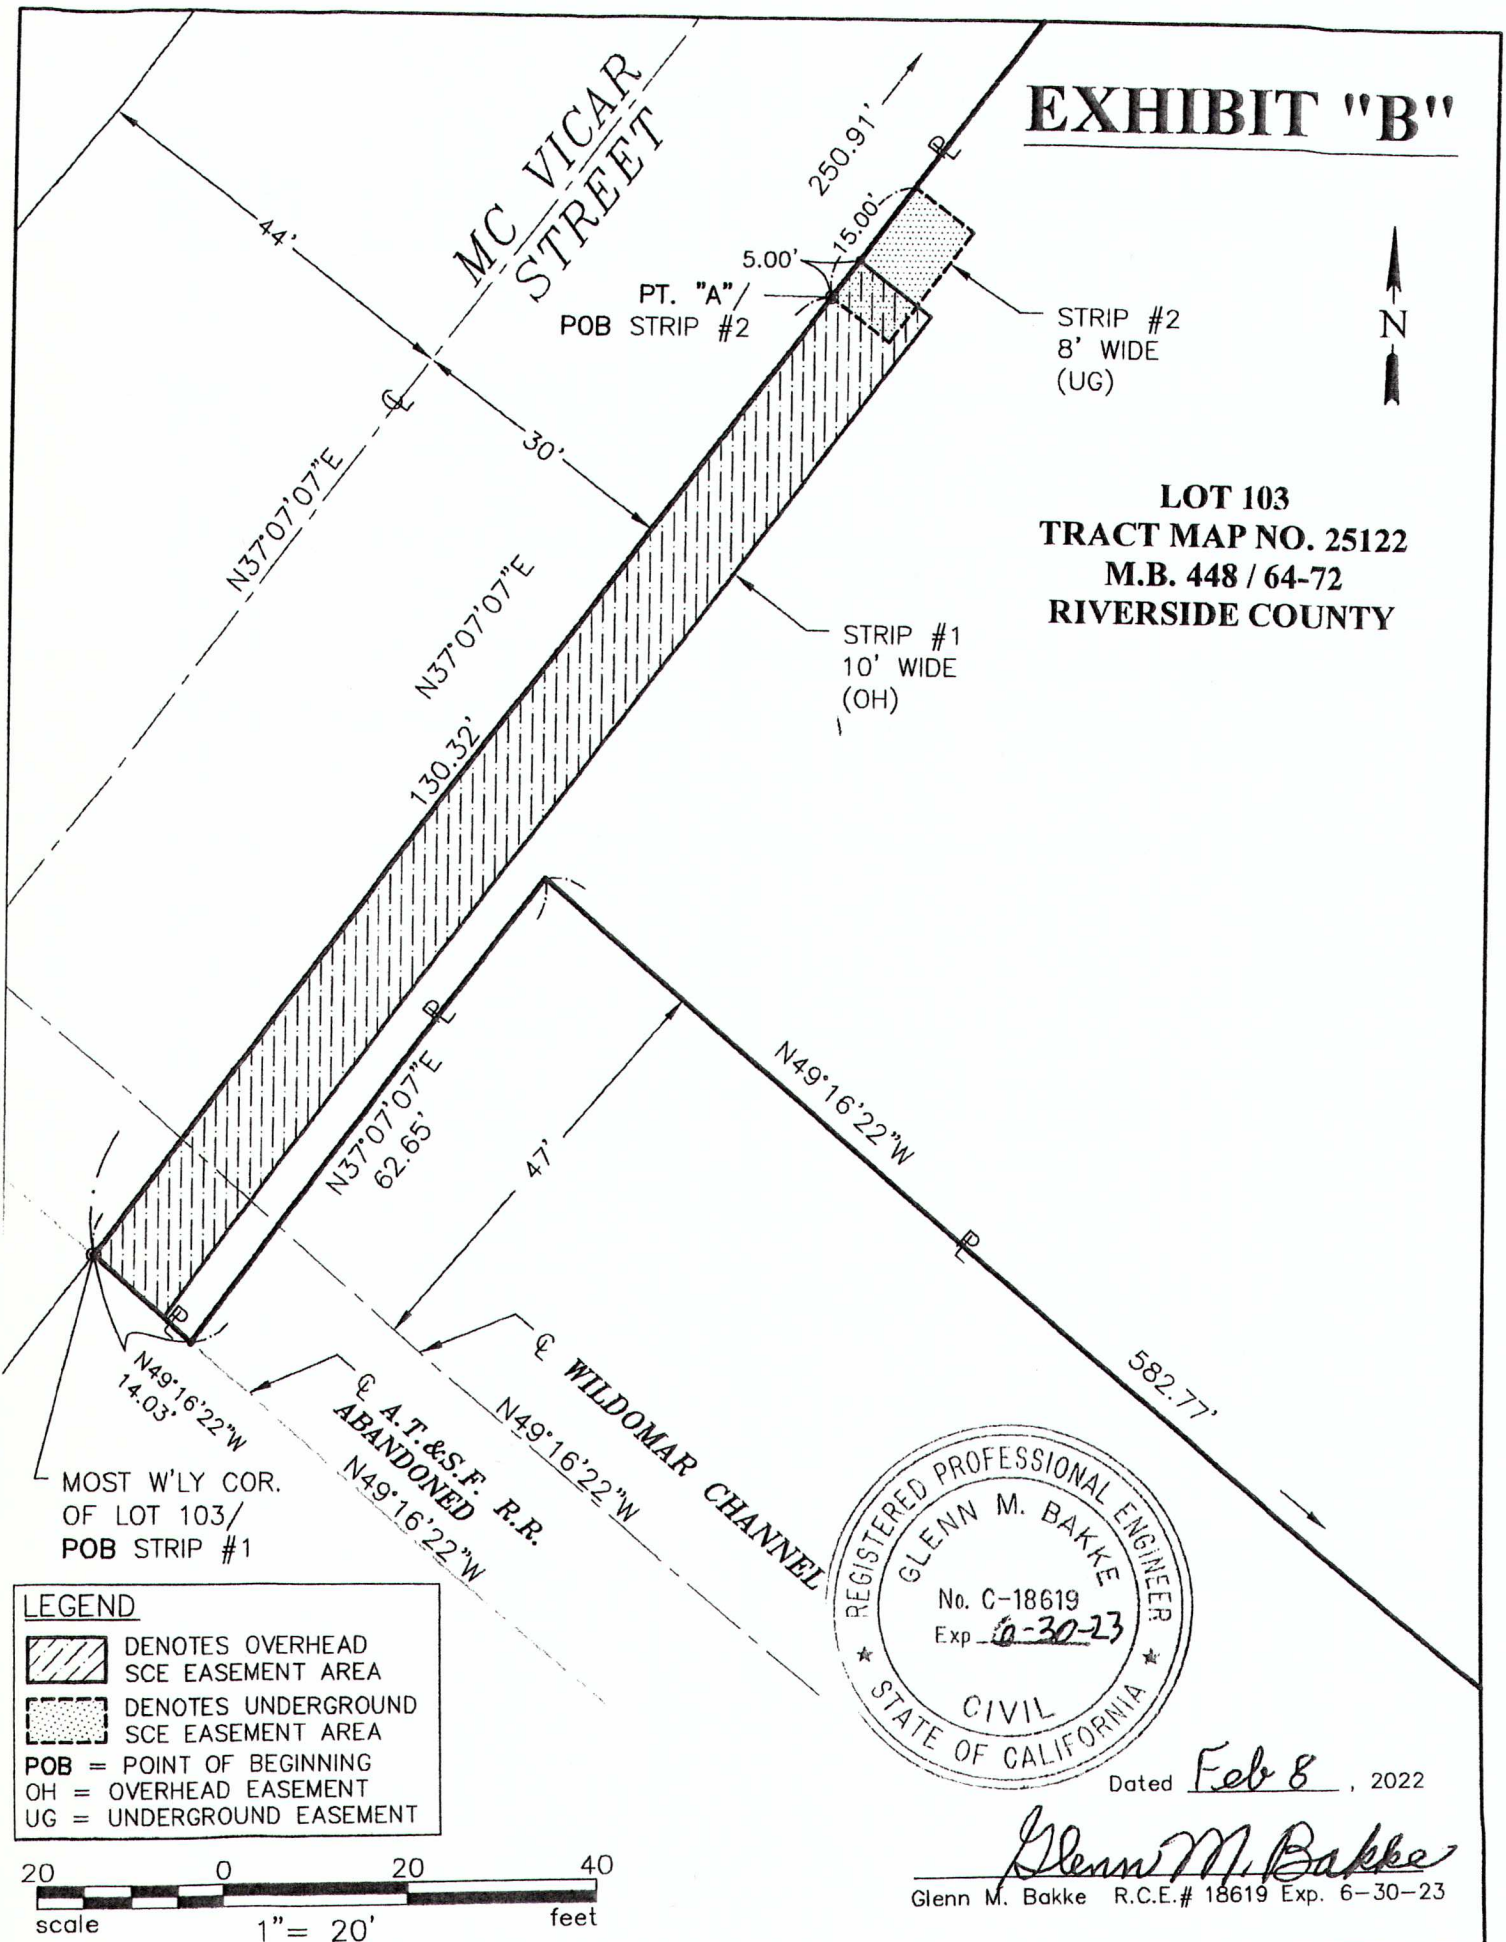 EXHIBIT "B"
MC VICAR
STREET
250.91'
15.00'
5.00'
44'
PT. "A"/
POB STRIP #2
STRIP #2
8' WIDE
(UG)
N
30'
N37°07'07"E
N37°07'07"E
130.32'
LOT 103
TRACT MAP NO. 25122
M.B. 448 / 64-72
RIVERSIDE COUNTY
STRIP #1
10' WIDE
(OH)
N37°07'07"E
62.65'
47'
N49°16'22"W
582.77'
N49°16'22"W
14.03'
MOST W'LY COR.
OF LOT 103/
POB STRIP #1
℄ A.T.&S.F. R.R.
ABANDONED
N49°16'22"W
℄ WILDOMAR CHANNEL
N49°16'22"W
REGISTERED PROFESSIONAL ENGINEER
GLENN M. BAKKE
No. C-18619
Exp 6-30-23
CIVIL
STATE OF CALIFORNIA
LEGEND
DENOTES OVERHEAD
SCE EASEMENT AREA
DENOTES UNDERGROUND
SCE EASEMENT AREA
POB = POINT OF BEGINNING
OH = OVERHEAD EASEMENT
UG = UNDERGROUND EASEMENT
Dated Feb 8, 2022
Glenn M. Bakke
Glenn M. Bakke R.C.E.# 18619 Exp. 6-30-23
20 0 20 40
scale 1"= 20' feet